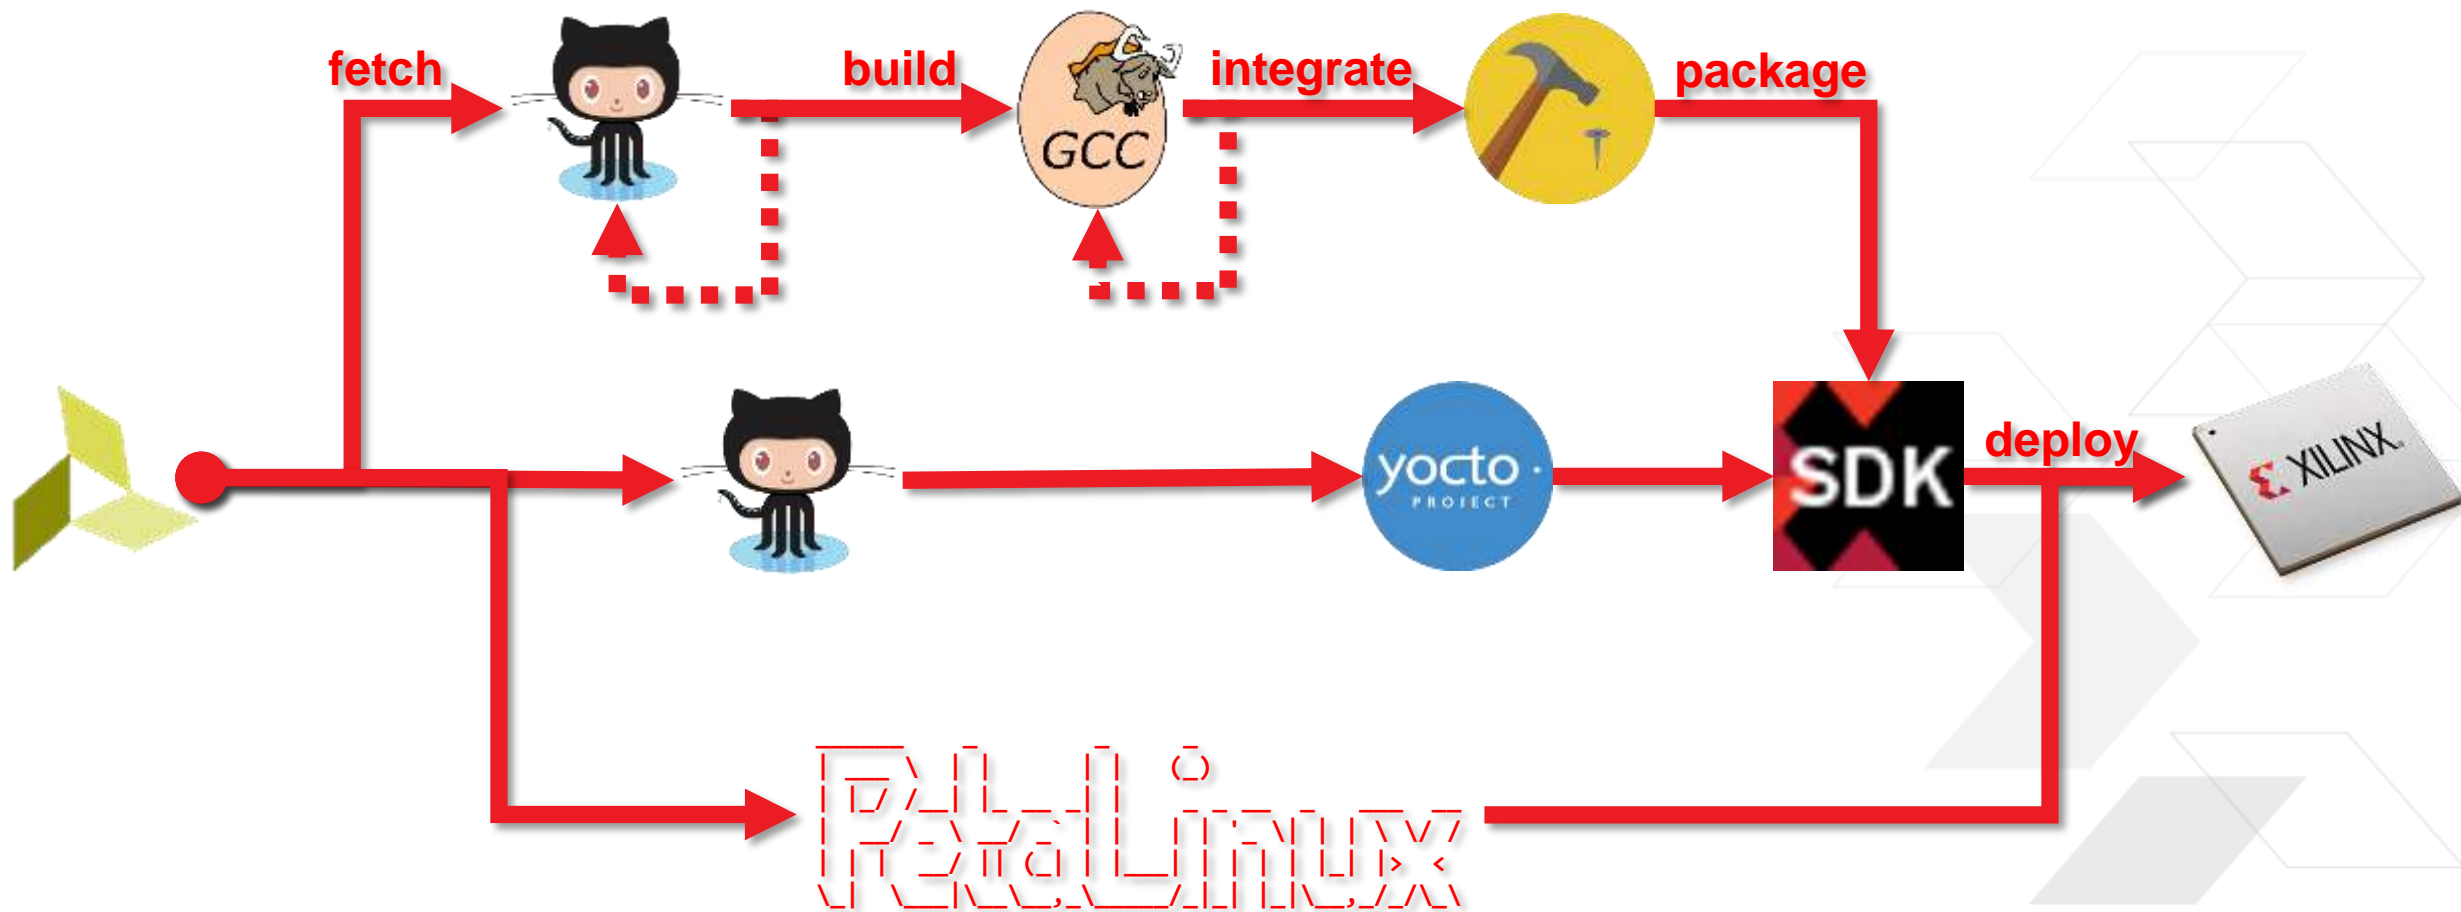 fetch
build
integrate
package
GCC
yocto
PROJECT
SDK
deploy
XILINX
PetaLinux